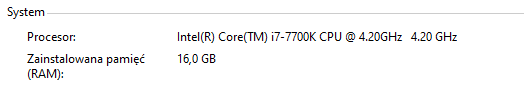 System
Procesor: Intel(R) Core(TM) i7-7700K CPU @ 4.20GHz 4.20 GHz
Zainstalowana pamięć 16,0 GB
(RAM):